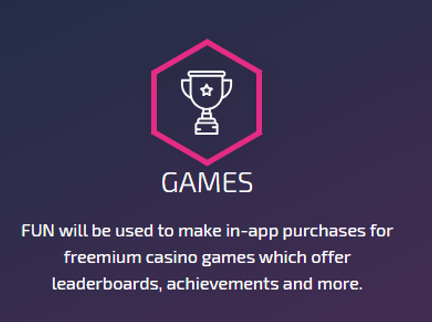 GAMES
FUN will be used to make in-app purchases for
freemium casino games which offer
leaderboards, achievements and more.